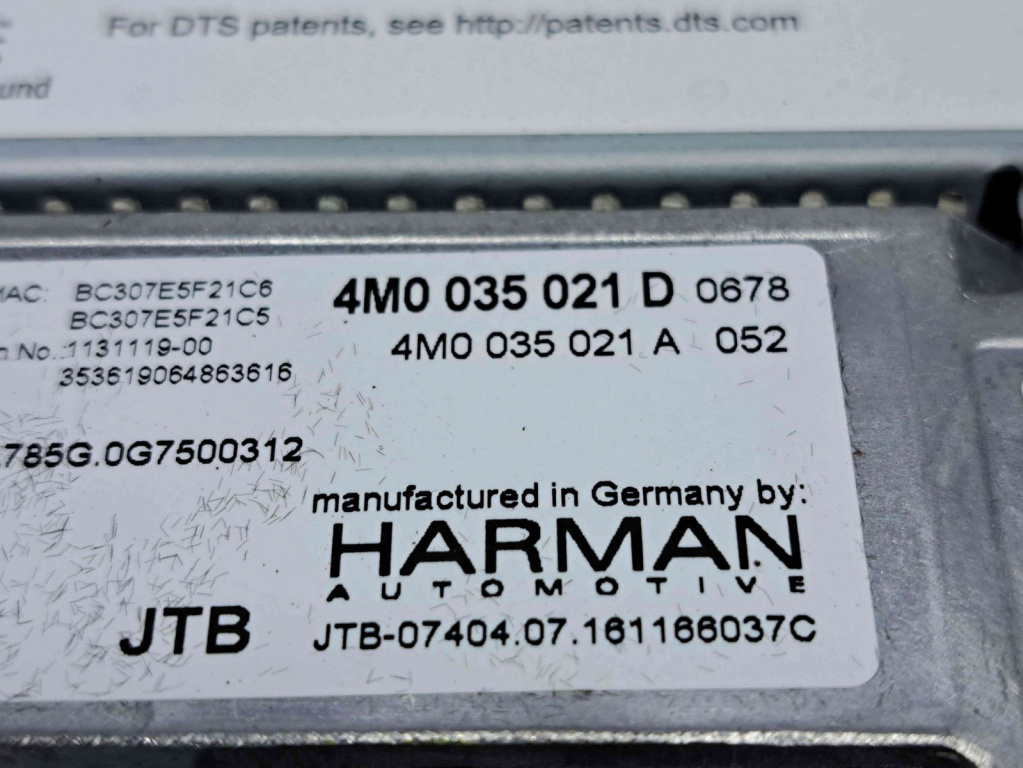 For DTS patents, see http://patents.dts.com
und
MAC: BC307E5F21C6
BC307E5F21C5
4M0 035 021 D 0678
4M0 035 021 A 052
n No.:1131119-00
353619064863616
.785G.0G7500312
manufactured in Germany by:
HARMAN
AUTOMOTIVE
JTB
JTB-07404.07.161166037C